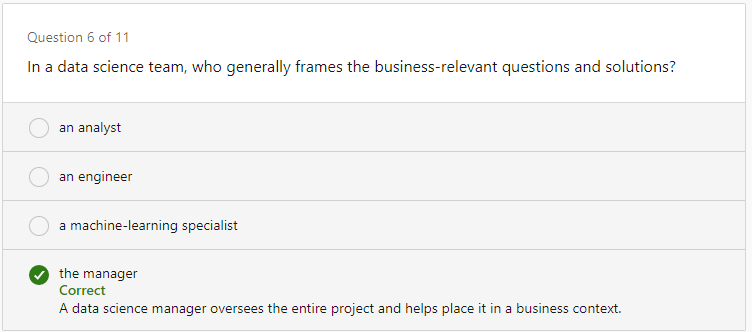 Question 6 of 11
In a data science team, who generally frames the business-relevant questions and solutions?
an analyst
an engineer
a machine-learning specialist
the manager
Correct
A data science manager oversees the entire project and helps place it in a business context.